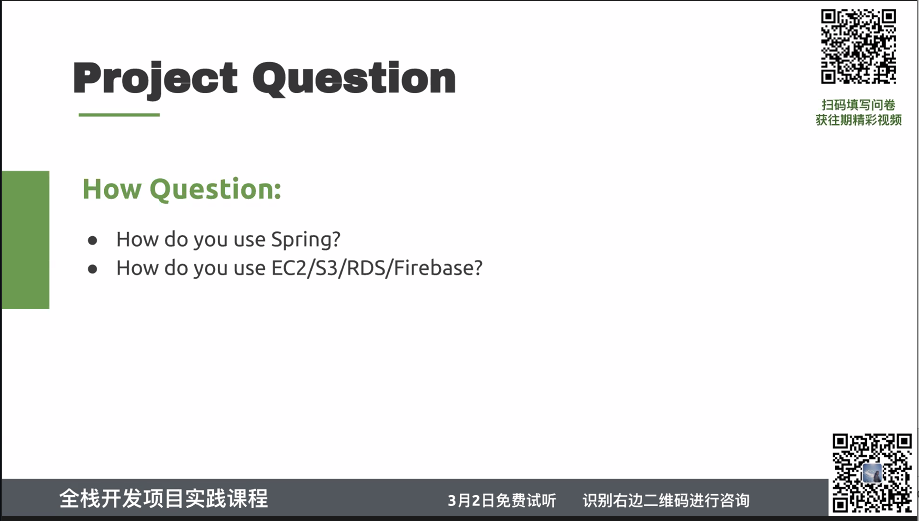 Project Question
扫码填写问卷
获往期精彩视频
How Question:
● How do you use Spring?
● How do you use EC2/S3/RDS/Firebase?
全栈开发项目实践课程
3月2日免费试听 识别右边二维码进行咨询